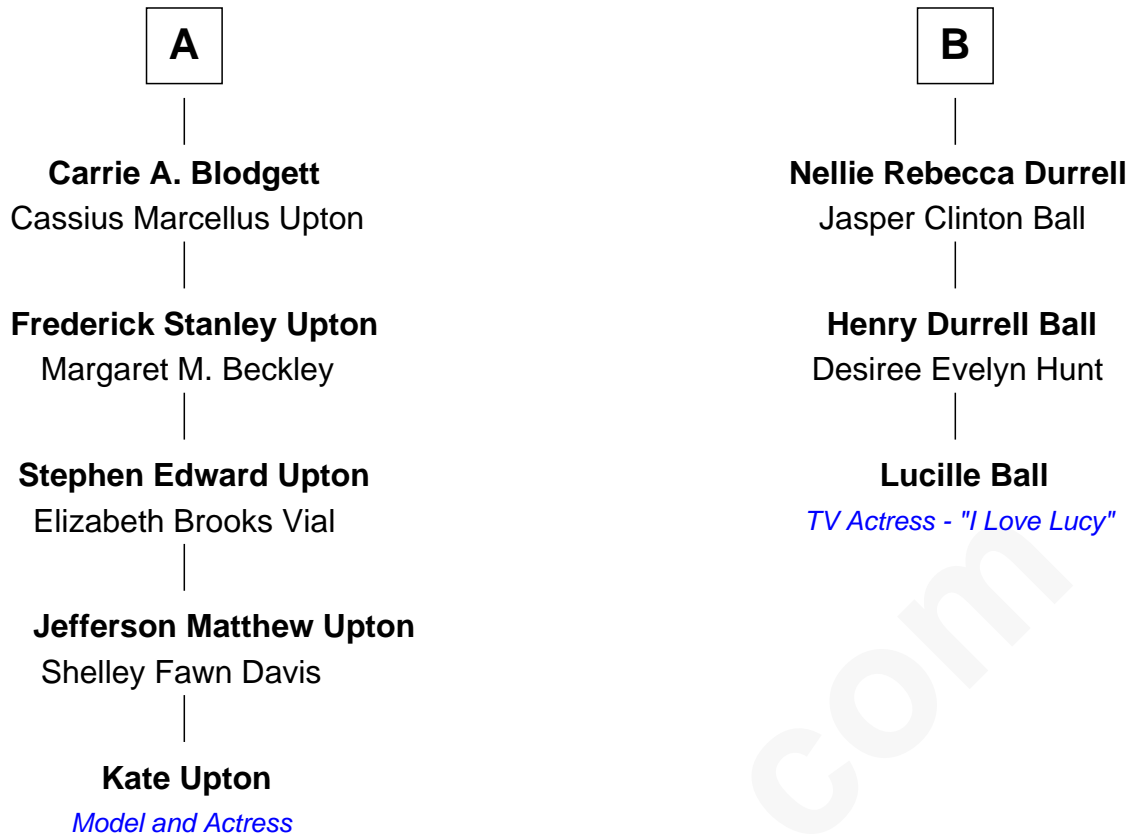 A
Carrie A. Blodgett
Cassius Marcellus Upton
Frederick Stanley Upton
Margaret M. Beckley
Stephen Edward Upton
Elizabeth Brooks Vial
Jefferson Matthew Upton
Shelley Fawn Davis
Kate Upton
Model and Actress
B
Nellie Rebecca Durrell
Jasper Clinton Ball
Henry Durrell Ball
Desiree Evelyn Hunt
Lucille Ball
TV Actress - "I Love Lucy"
com